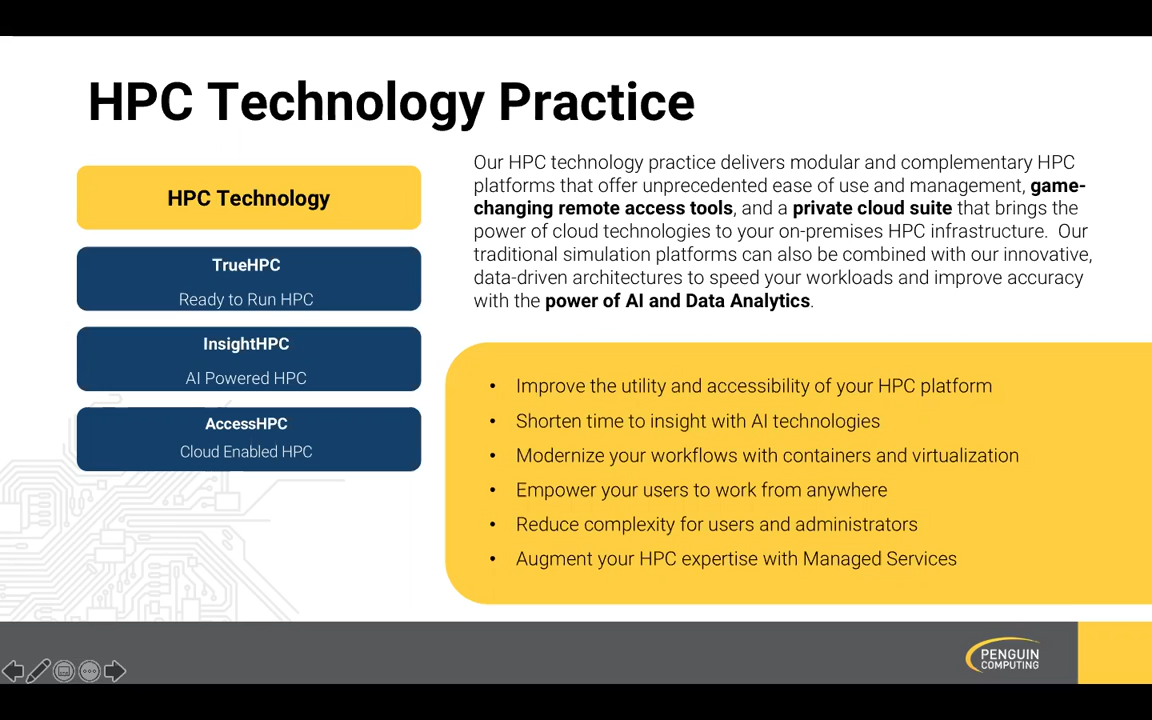 HPC Technology Practice
HPC Technology
TrueHPC
Ready to Run HPC
InsightHPC
AI Powered HPC
AccessHPC
Cloud Enabled HPC
Our HPC technology practice delivers modular and complementary HPC
platforms that offer unprecedented ease of use and management, game-
changing remote access tools, and a private cloud suite that brings the
power of cloud technologies to your on-premises HPC infrastructure. Our
traditional simulation platforms can also be combined with our innovative,
data-driven architectures to speed your workloads and improve accuracy
with the power of AI and Data Analytics.
• Improve the utility and accessibility of your HPC platform
• Shorten time to insight with AI technologies
• Modernize your workflows with containers and virtualization
• Empower your users to work from anywhere
• Reduce complexity for users and administrators
• Augment your HPC expertise with Managed Services
PENGUIN
COMPUTING